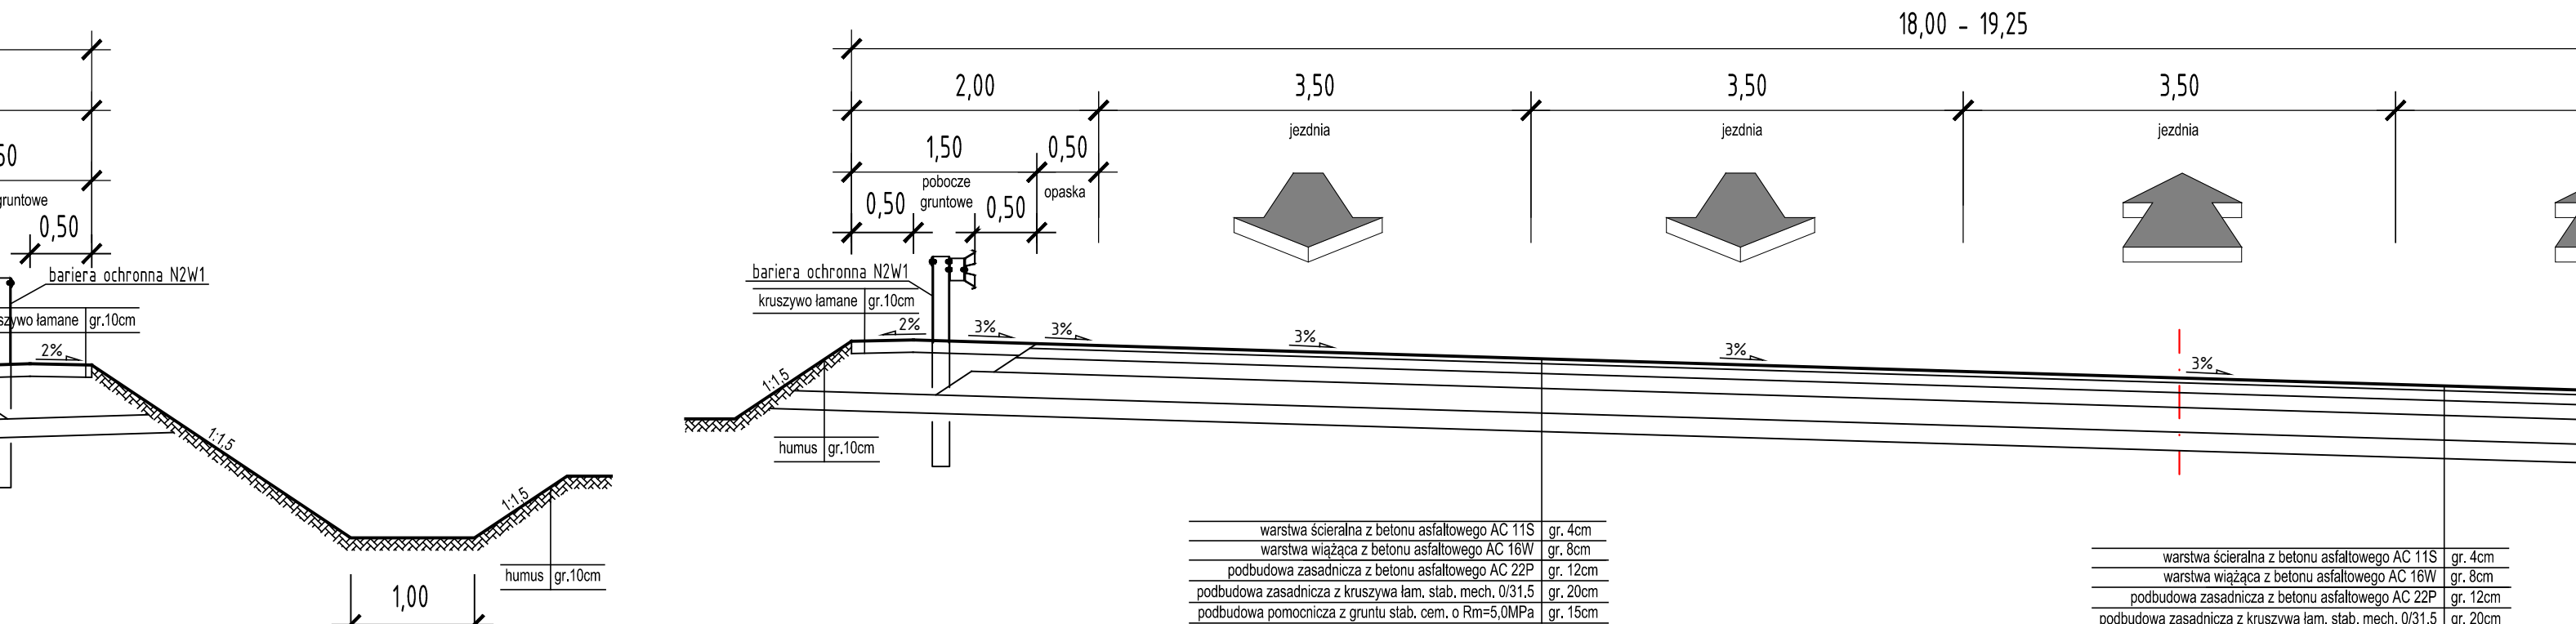 18,00 - 19,25
2,00
3,50
3,50
3,50
jezdnia
jezdnia
jezdnia
50
1,50
0,50
pobocze
gruntowe
opaska
gruntowe
0,50
0,50
0,50
bariera ochronna N2W1
bariera ochronna N2W1
kruszywo łamane gr.10cm
szywo łamane gr.10cm
2%
2%
3%
3%
3%
3%
3%
1:1,5
1:1,5
1:1,5
humus gr.10cm
humus gr.10cm
1,00
warstwa ścieralna z betonu asfaltowego AC 11S gr. 4cm
warstwa wiążąca z betonu asfaltowego AC 16W gr. 8cm
podbudowa zasadnicza z betonu asfaltowego AC 22P gr. 12cm
podbudowa zasadnicza z kruszywa łam. stab. mech. 0/31.5 gr. 20cm
podbudowa pomocnicza z gruntu stab. cem. o Rm=5,0MPa gr. 15cm
warstwa ścieralna z betonu asfaltowego AC 11S gr. 4cm
warstwa wiążąca z betonu asfaltowego AC 16W gr. 8cm
podbudowa zasadnicza z betonu asfaltowego AC 22P gr. 12cm
podbudowa zasadnicza z kruszywa łam. stab. mech. 0/31.5 gr. 20cm